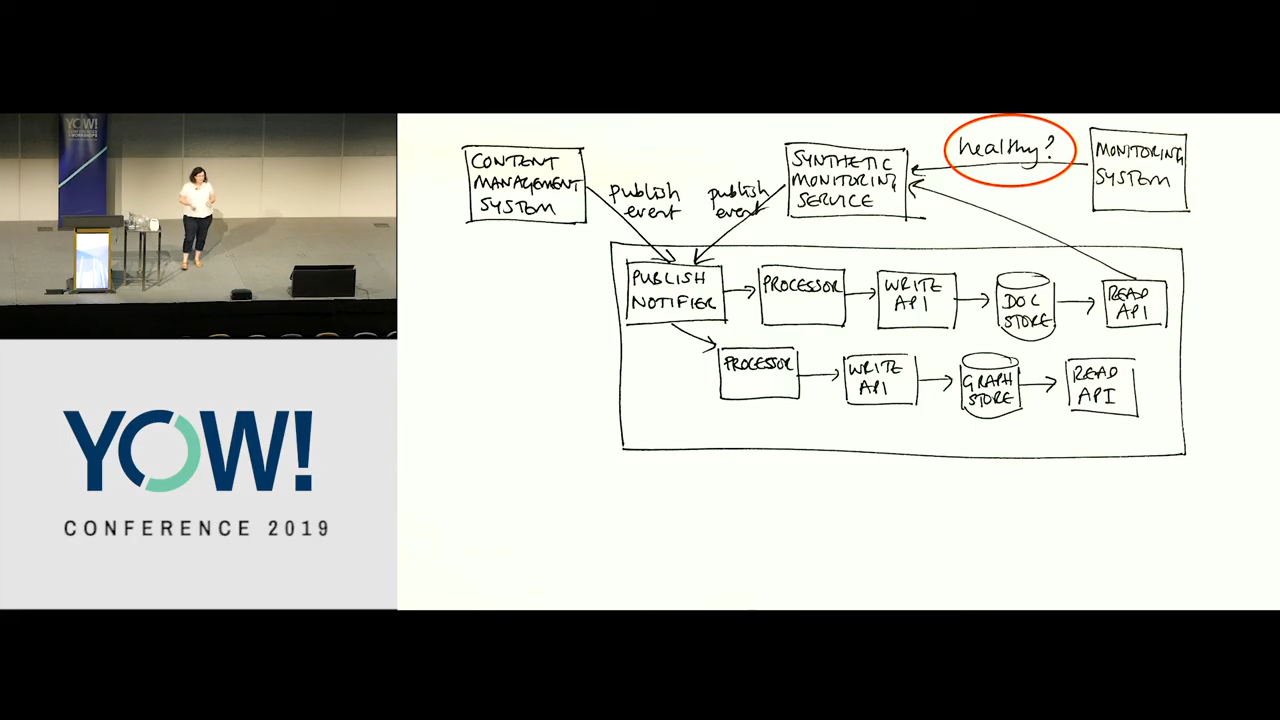 YOW!
CONTENT
MANAGEMENT
SYSTEM
publish
event
publish
event
SYNTHETIC
MONITORING
SERVICE
healthy?
MONITORING
SYSTEM
PUBLISH
NOTIFIER
PROCESSOR
WRITE
API
DOC
STORE
READ
API
PROCESSOR
WRITE
API
GRAPH
STORE
READ
API
YOW!
CONFERENCE 2019